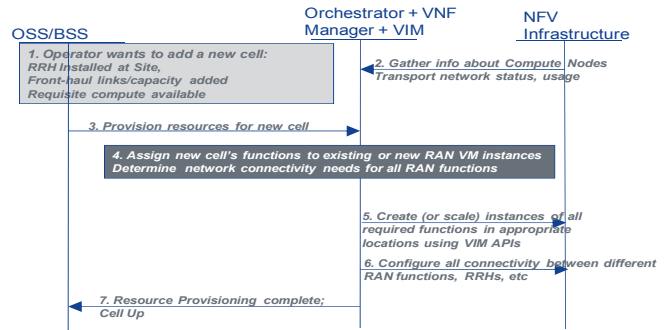 OSS/BSS
Orchestrator + VNF
Manager + VIM
NFV
Infrastructure
1. Operator wants to add a new cell:
RRH Installed at Site,
Front-haul links/capacity added
Requisite compute available
2. Gather info about Compute Nodes
Transport network status, usage
3. Provision resources for new cell
4. Assign new cell's functions to existing or new RAN VM instances
Determine network connectivity needs for all RAN functions
5. Create (or scale) instances of all
required functions in appropriate
locations using VIM APIs
6. Configure all connectivity between different
RAN functions, RRHs, etc
7. Resource Provisioning complete;
Cell Up